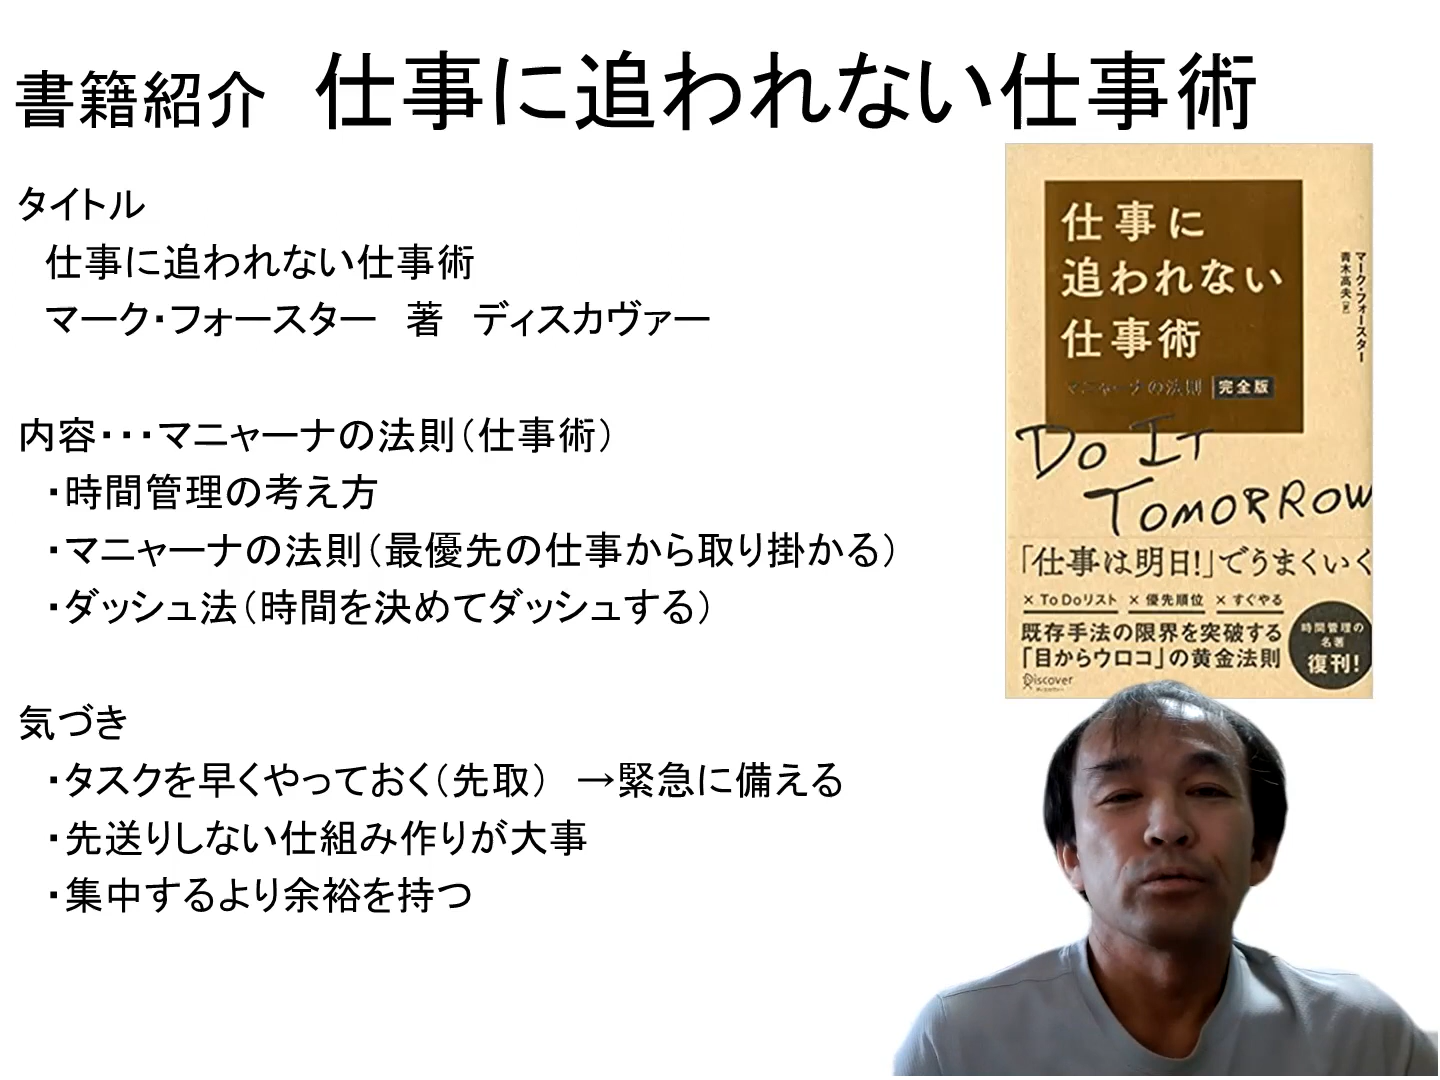 書籍紹介　仕事に追われない仕事術
タイトル
仕事に追われない仕事術
マーク・フォースター　著　ディスカヴァー
内容・・・マニャーナの法則（仕事術）
・時間管理の考え方
・マニャーナの法則（最優先の仕事から取り掛かる）
・ダッシュ法（時間を決めてダッシュする）
気づき
・タスクを早くやっておく（先取）　→緊急に備える
・先送りしない仕組み作りが大事
・集中するより余裕を持つ
仕事に
追われない
仕事術
マニャーナの法則 完全版
マーク・フォースター
青木高夫［訳］
DO IT
TOMORROW
「仕事は明日!」でうまくいく
× To Doリスト × 優先順位 × すぐやる
既存手法の限界を突破する
「目からウロコ」の黄金法則
時間管理の
名著
復刊!
Discover